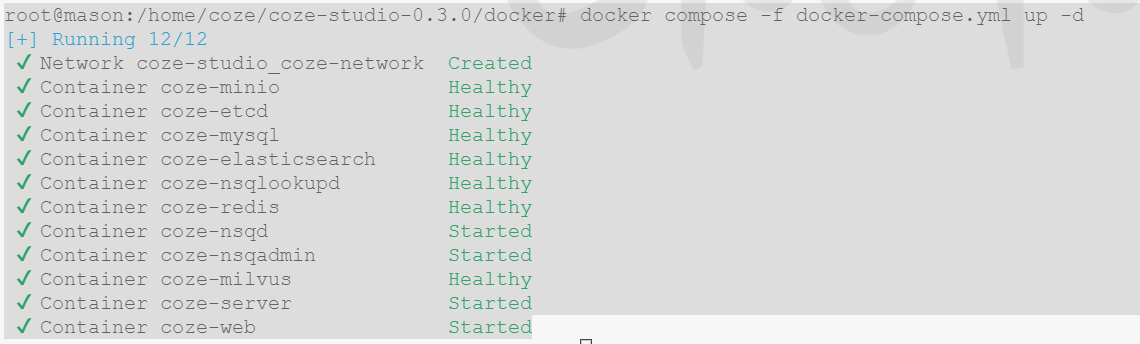 root@mason:/home/coze/coze-studio-0.3.0/docker# docker compose -f docker-compose.yml up -d
[+] Running 12/12
✔ Network coze-studio_coze-network Created
✔ Container coze-minio Healthy
✔ Container coze-etcd Healthy
✔ Container coze-mysql Healthy
✔ Container coze-elasticsearch Healthy
✔ Container coze-nsqlookupd Healthy
✔ Container coze-redis Healthy
✔ Container coze-nsqd Started
✔ Container coze-nsqadmin Started
✔ Container coze-milvus Healthy
✔ Container coze-server Started
✔ Container coze-web Started